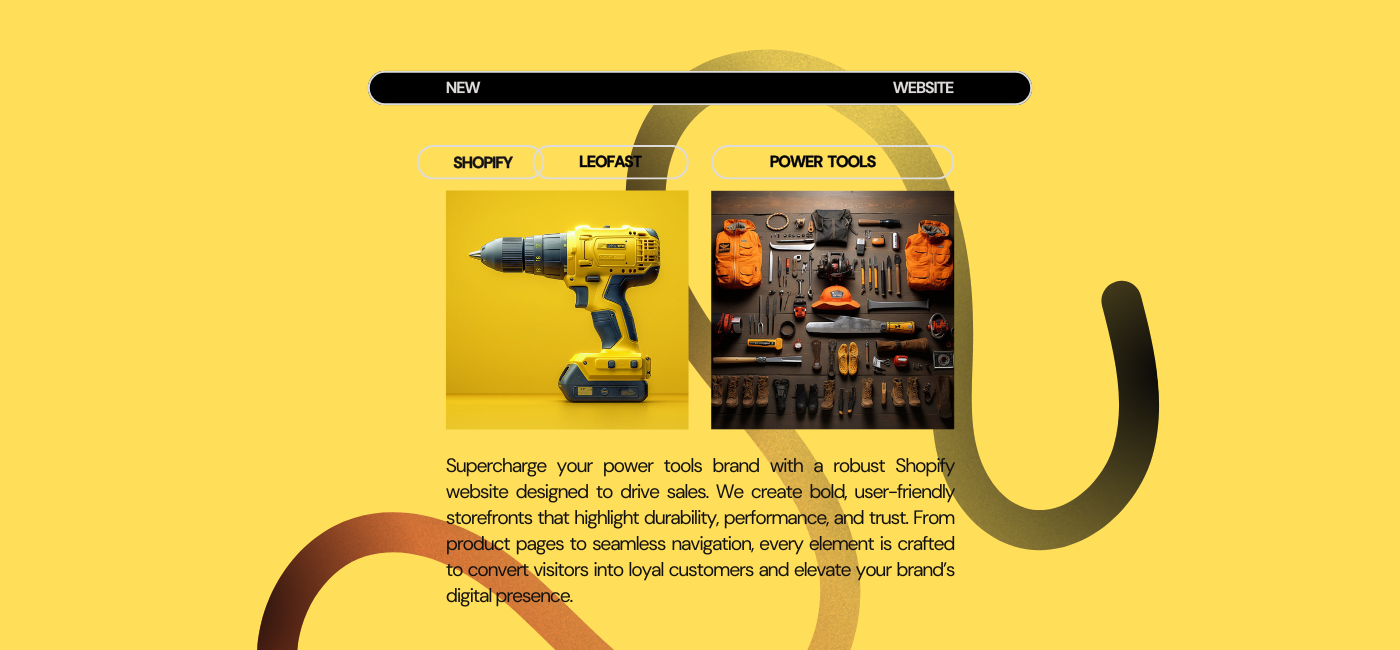 NEW WEBSITE
SHOPIFY LEOFAST POWER TOOLS
Supercharge your power tools brand with a robust Shopify
website designed to drive sales. We create bold, user-friendly
storefronts that highlight durability, performance, and trust. From
product pages to seamless navigation, every element is crafted
to convert visitors into loyal customers and elevate your brand’s
digital presence.